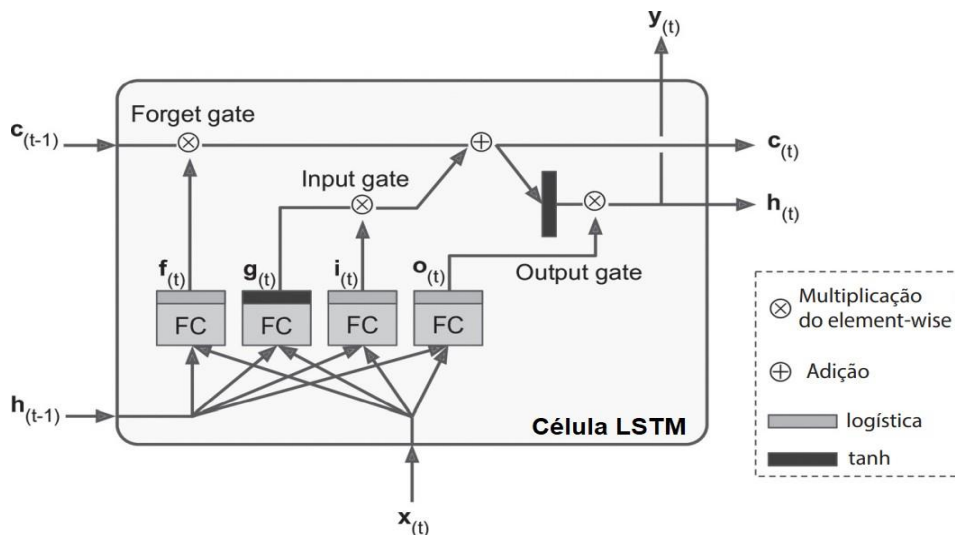 y(t)
Forget gate
c(t-1)
c(t)
Input gate
h(t)
f(t)
g(t)
i(t)
o(t)
Output gate
FC
FC
FC
FC
h(t-1)
Célula LSTM
x(t)
Multiplicação
do element-wise
Adição
logística
tanh